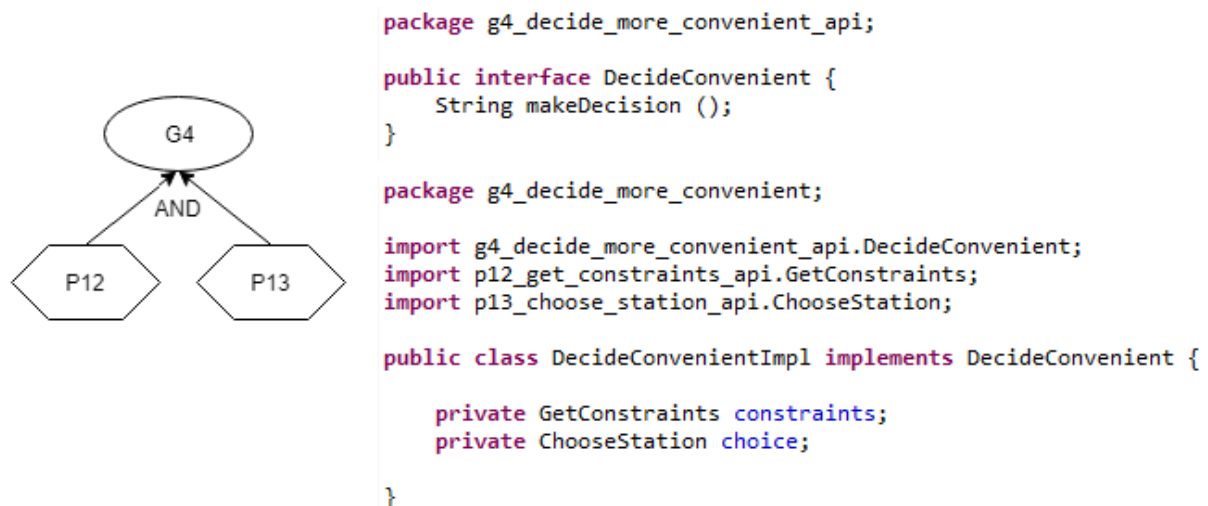 G4
AND
P12
P13
package g4_decide_more_convenient_api;
public interface DecideConvenient {
String makeDecision ();
}
package g4_decide_more_convenient;
import g4_decide_more_convenient_api.DecideConvenient;
import p12_get_constraints_api.GetConstraints;
import p13_choose_station_api.ChooseStation;
public class DecideConvenientImpl implements DecideConvenient {
private GetConstraints constraints;
private ChooseStation choice;
}